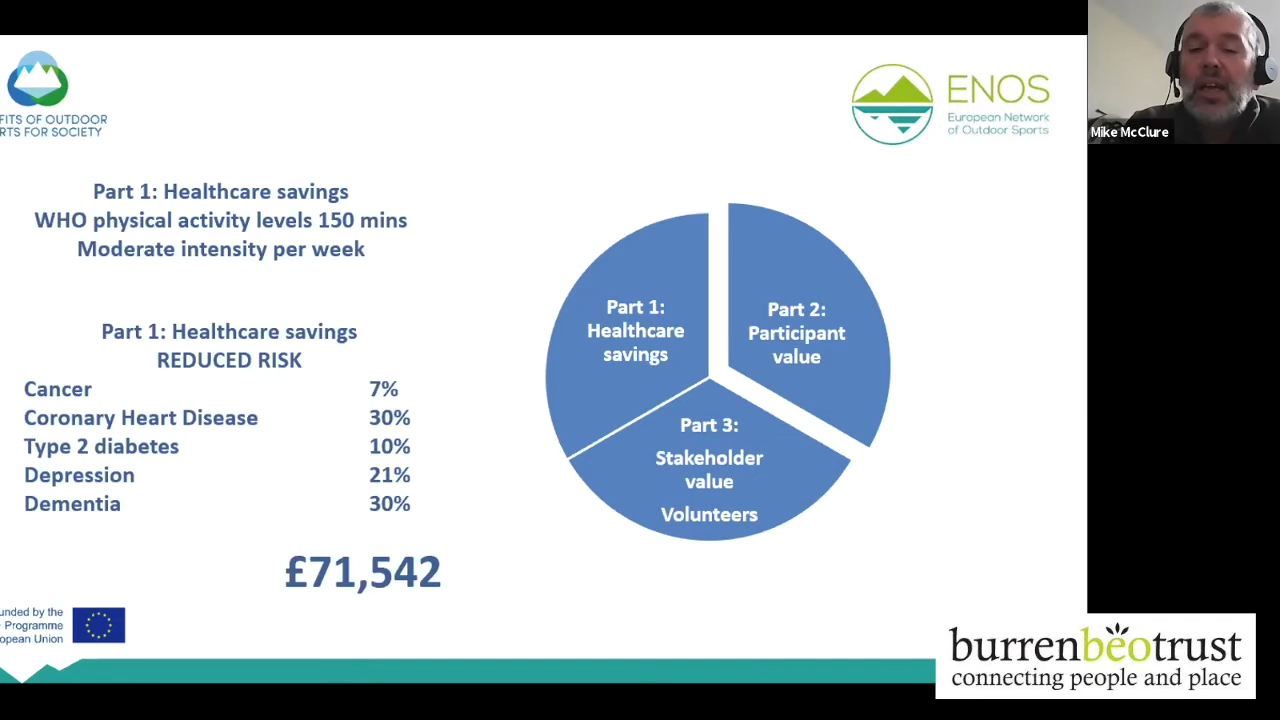 FITS OF OUTDOOR
RTS FOR SOCIETY
ENOS
European Network
of Outdoor Sports
Mike McClure
Part 1: Healthcare savings
WHO physical activity levels 150 mins
Moderate intensity per week
Part 1: Healthcare savings
REDUCED RISK
Cancer 7%
Coronary Heart Disease 30%
Type 2 diabetes 10%
Depression 21%
Dementia 30%
£71,542
Part 1:
Healthcare
savings
Part 2:
Participant
value
Part 3:
Stakeholder
value
Volunteers
unded by the
Programme
opean Union
burrenbeotrust
connecting people and place